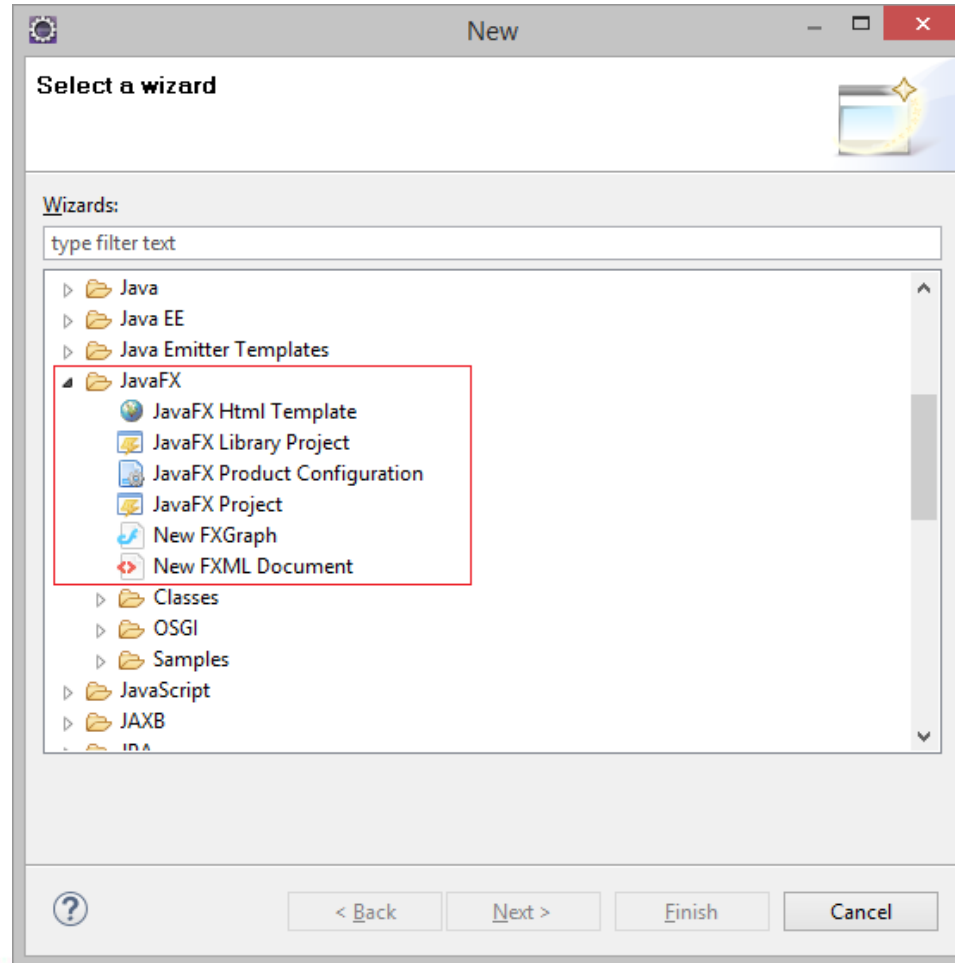 New
Select a wizard
Wizards:
type filter text
Java
Java EE
Java Emitter Templates
JavaFX
JavaFX Html Template
JavaFX Library Project
JavaFX Product Configuration
JavaFX Project
New FXGraph
New FXML Document
Classes
OSGI
Samples
JavaScript
JAXB
JPA
? < Back Next > Finish Cancel